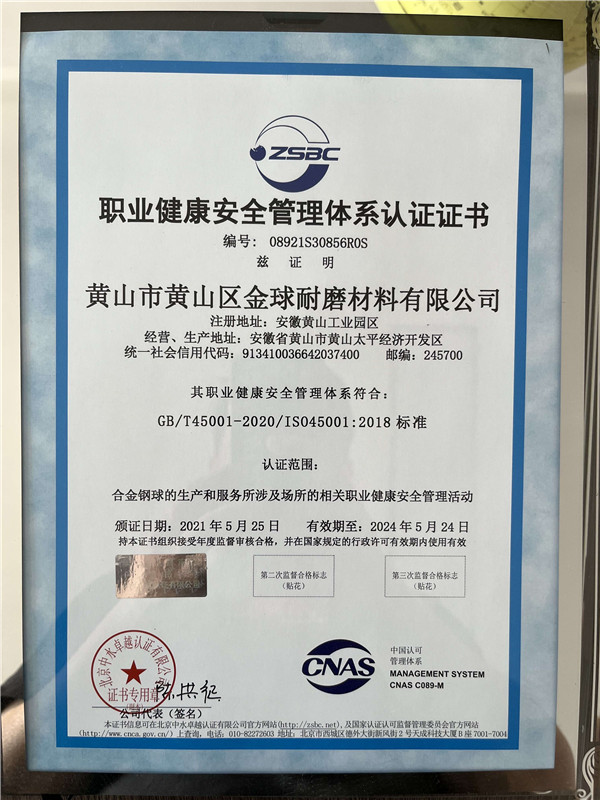 ZSBC
职业健康安全管理体系认证证书
编号: 08921S30856R0S
兹 证 明
黄山市黄山区金球耐磨材料有限公司
注册地址: 安徽黄山工业园区
经营、生产地址: 安徽省黄山市黄山太平经济开发区
统一社会信用代码: 913410036642037400 邮编: 245700
其职业健康安全管理体系符合:
GB/T45001-2020/ISO45001:2018 标准
认证范围:
合金钢球的生产和服务所涉及场所的相关职业健康安全管理活动
颁证日期: 2021 年 5 月 25 日 有效期至: 2024 年 5 月 24 日
持本证书组织接受年度监督审核合格，并在国家规定的行政许可有效期内使用有效
第二次监督合格标志
(贴花)
第三次监督合格标志
(贴花)
北京中水卓越认证有限公司
证书专用章
公司代表（签名）
CNAS
中国认可
管理体系
MANAGEMENT SYSTEM
CNAS C089-M
本证书信息可在北京中水卓越认证有限公司官方网站(http://zsbc.net),及国家认证认可监督管理委员会官方网站
(http://www.cnca.gov.cn/) 上查询, 电话: 010-82272603 地址: 北京市西城区德外大街新风街 2 号天成科技大厦 B 座 7001-7004